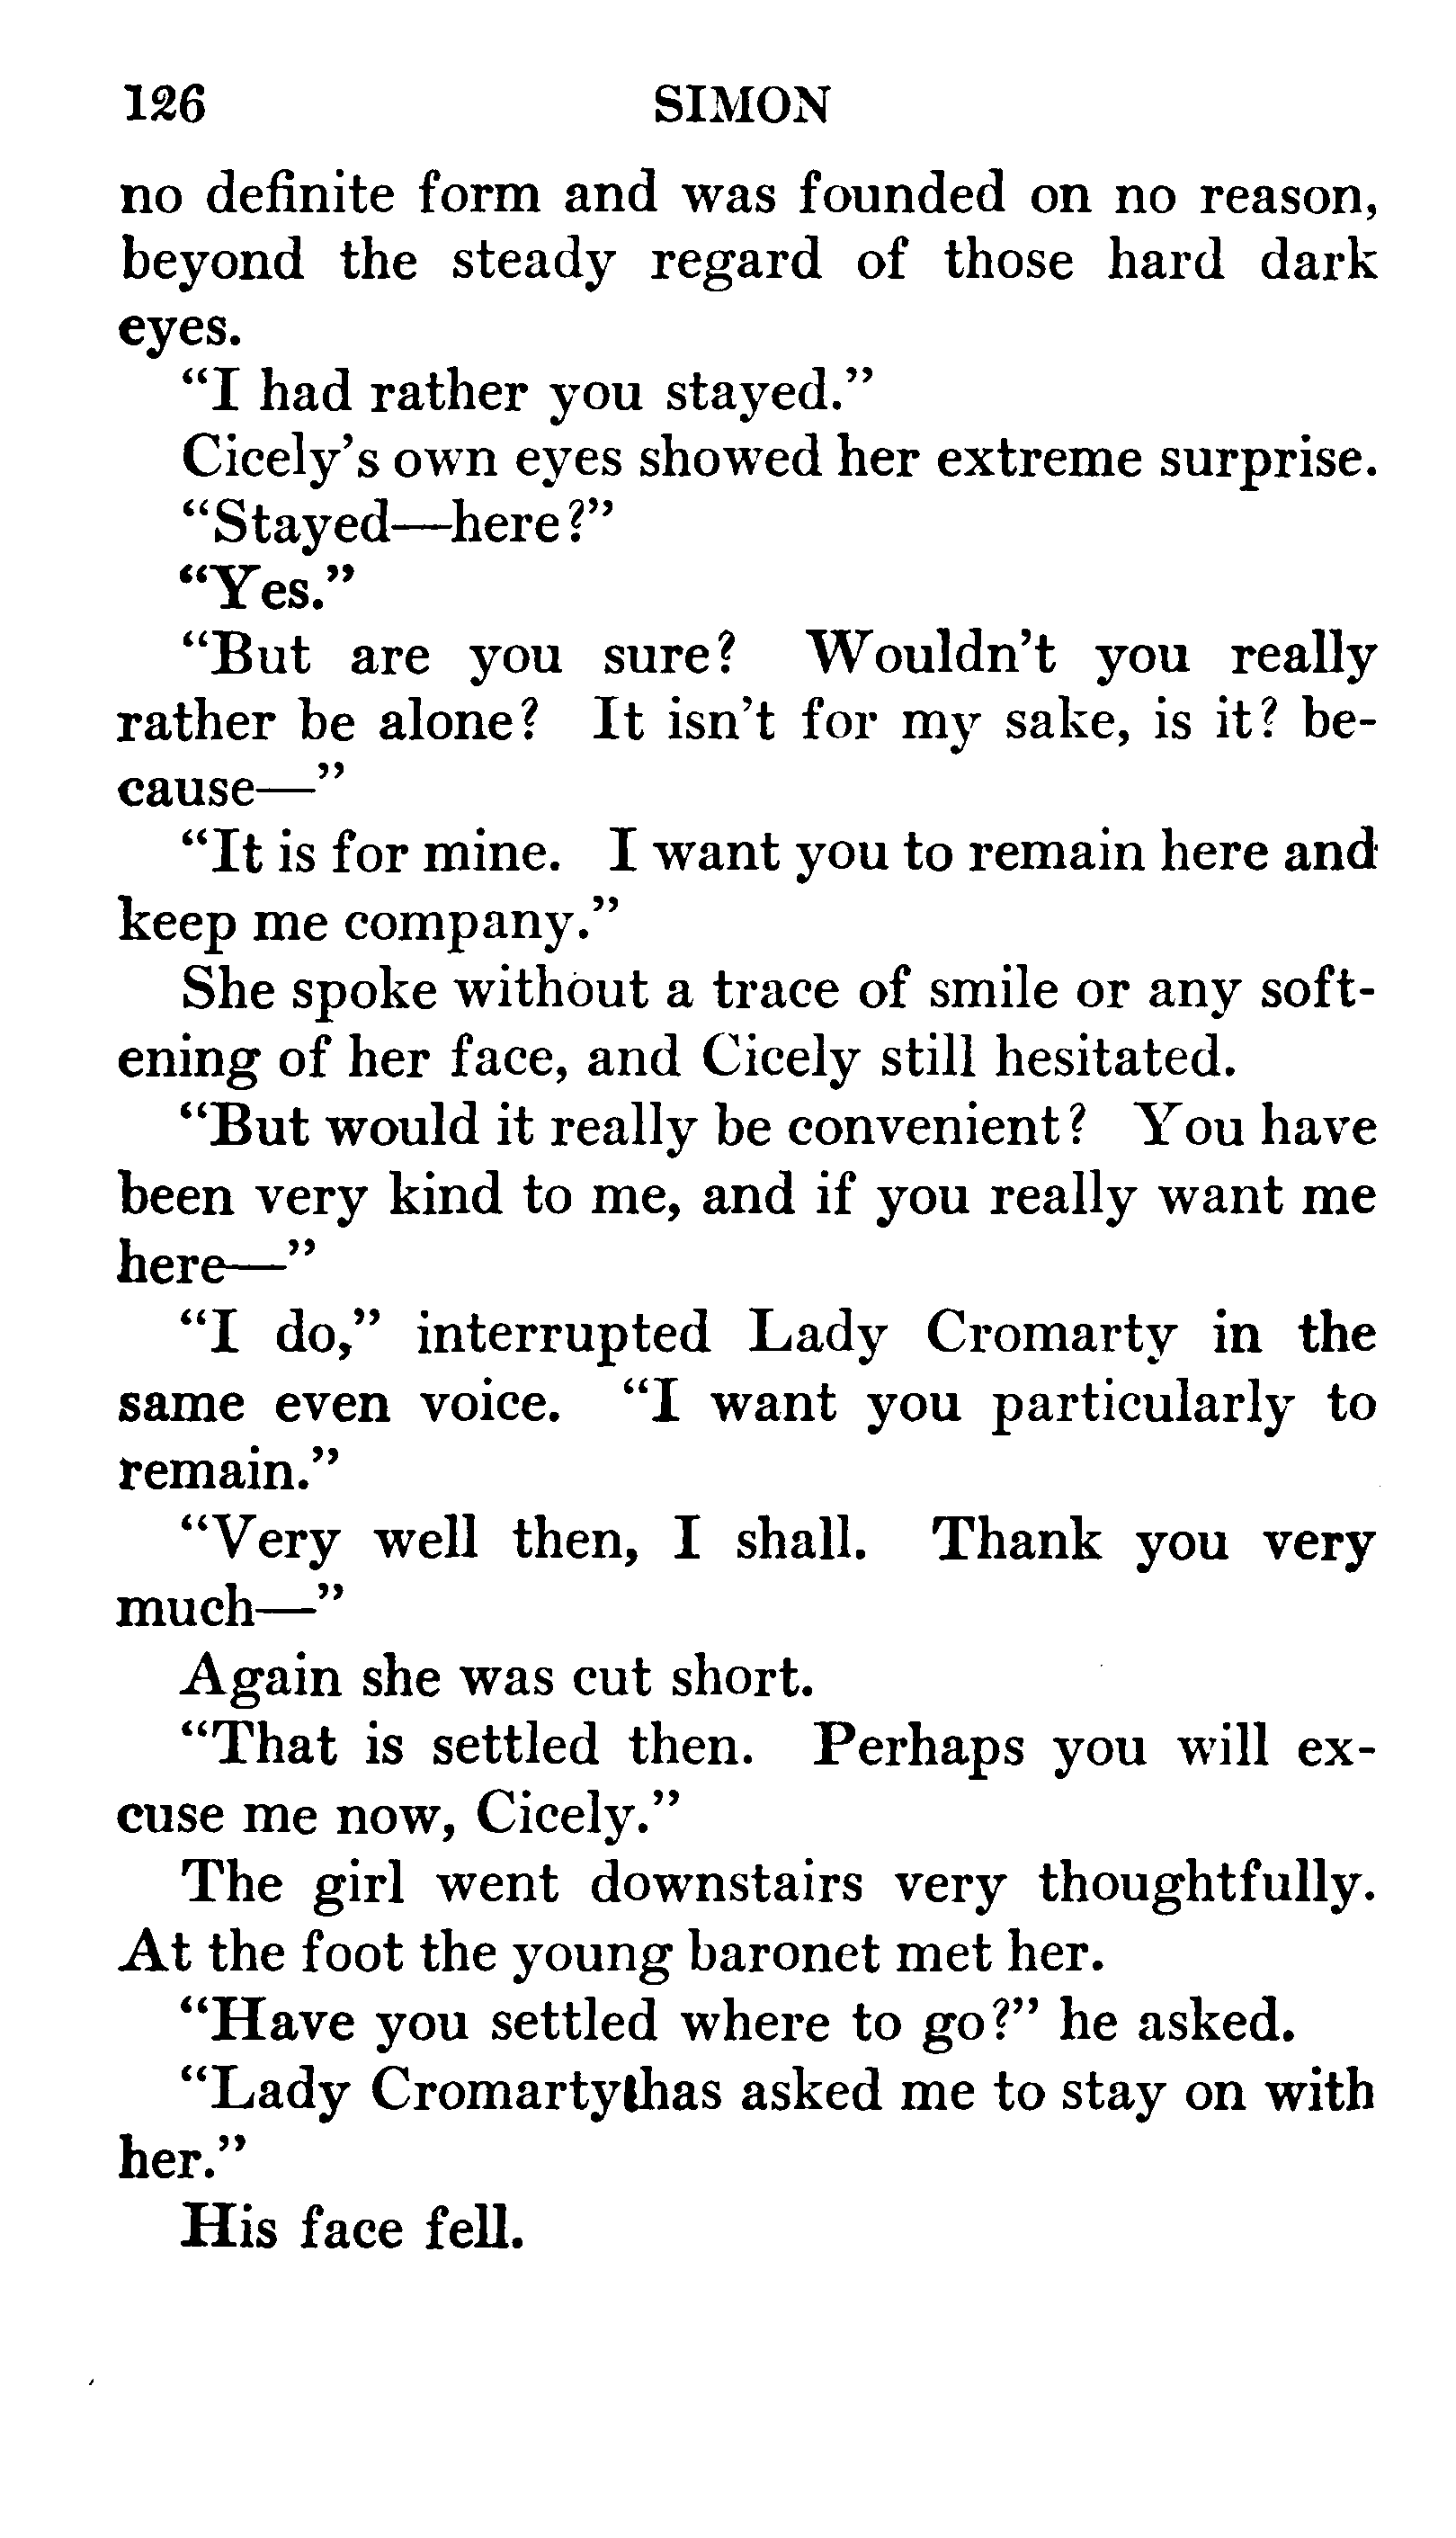 126 SIMON
no definite form and was founded on no reason,
beyond the steady regard of those hard dark
eyes.
"I had rather you stayed."
Cicely's own eyes showed her extreme surprise.
"Stayed—here?"
"Yes."
"But are you sure? Wouldn't you really
rather be alone? It isn't for my sake, is it? be-
cause—"
"It is for mine. I want you to remain here and
keep me company."
She spoke without a trace of smile or any soft-
ening of her face, and Cicely still hesitated.
"But would it really be convenient? You have
been very kind to me, and if you really want me
here—"
"I do," interrupted Lady Cromarty in the
same even voice. "I want you particularly to
remain."
"Very well then, I shall. Thank you very
much—"
Again she was cut short.
"That is settled then. Perhaps you will ex-
cuse me now, Cicely."
The girl went downstairs very thoughtfully.
At the foot the young baronet met her.
"Have you settled where to go?" he asked.
"Lady Cromarty has asked me to stay on with
her."
His face fell.